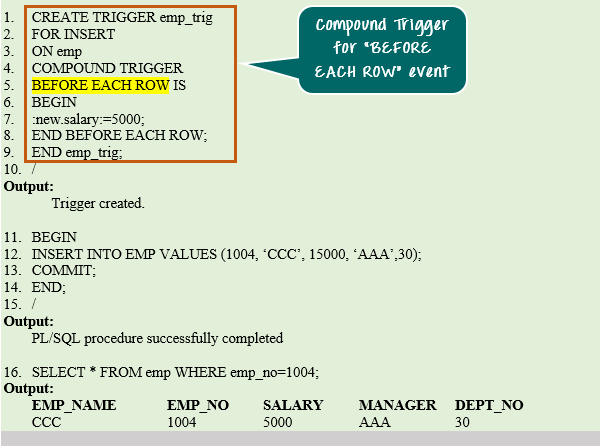 1. CREATE TRIGGER emp_trig
2. FOR INSERT
3. ON emp
4. COMPOUND TRIGGER
5. BEFORE EACH ROW IS
6. BEGIN
7. :new.salary:=5000;
8. END BEFORE EACH ROW;
9. END emp_trig;
10. /
Compound Trigger
for "BEFORE
EACH ROW" event
Output:
Trigger created.
11. BEGIN
12. INSERT INTO EMP VALUES (1004, ‘CCC’, 15000, ‘AAA’,30);
13. COMMIT;
14. END;
15. /
Output:
PL/SQL procedure successfully completed
16. SELECT * FROM emp WHERE emp_no=1004;
Output:
EMP_NAME EMP_NO SALARY MANAGER DEPT_NO
CCC 1004 5000 AAA 30